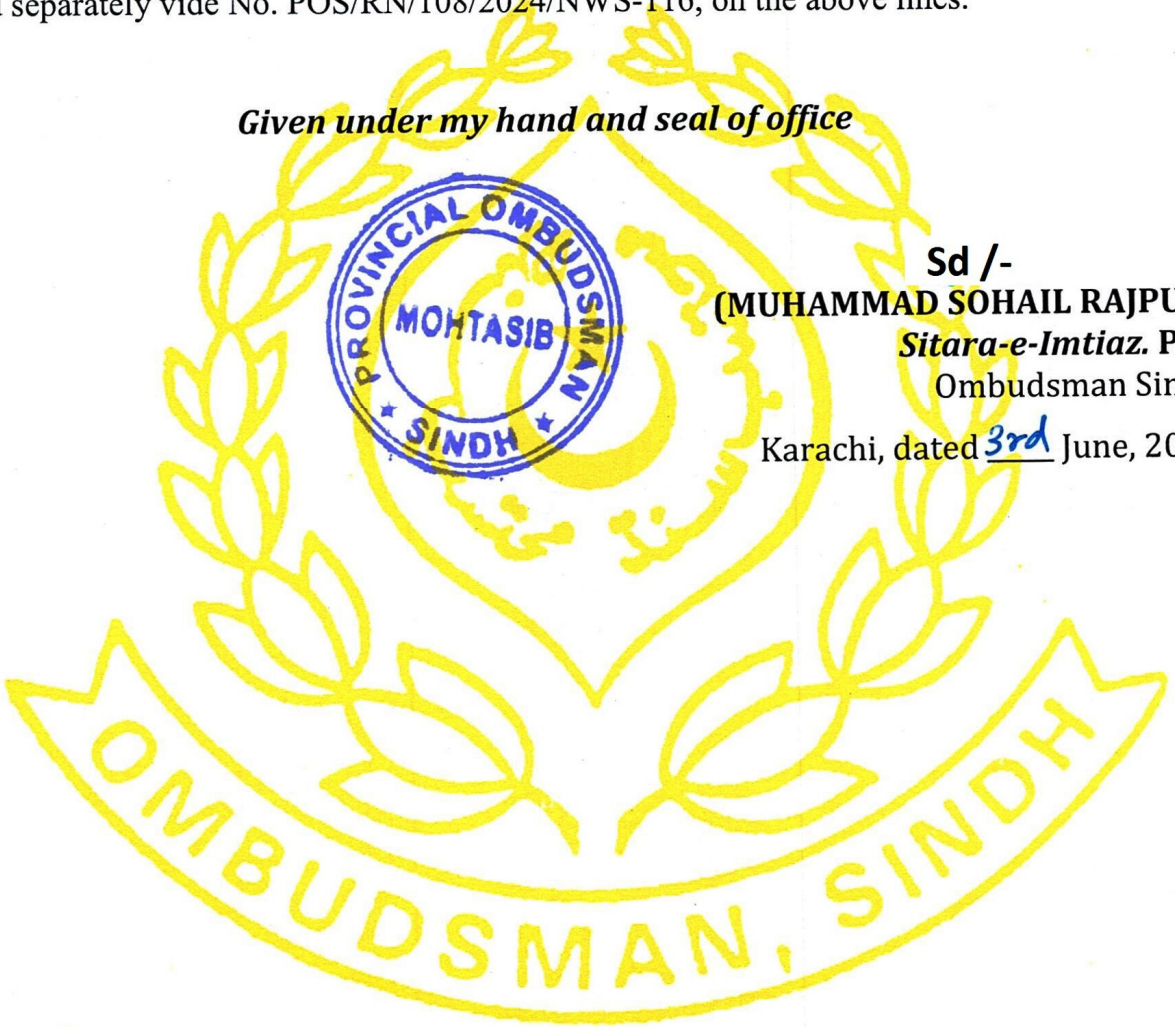 separately vide No. POS/RN/108/2024/NWS-116, on the above lines.
Given under my hand and seal of office
PROVINCIAL OMBUDSMAN
MOHTASIB
SINDH
Sd /-
(MUHAMMAD SOHAIL RAJPU
Sitara-e-Imtiaz. P
Ombudsman Sin
Karachi, dated 3rd June, 20
OMBUDSMAN, SINDH